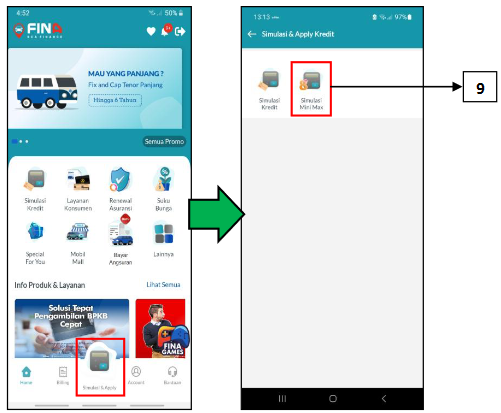 4:52
50%
FINA
MAU YANG PANJANG ?
Fix and Cap Tenor Panjang
Hingga 6 Tahun
Semua Promo
Simulasi Kredit
Layanan Konsumen
Renewal Asuransi
Suku Bunga
Special For You
Mobil Mall
Bayar Angsuran
Lainnya
Info Produk & Layanan
Lihat Semua
Solusi Tepat
Pengambilan BPKB
Cepat
FINA
GAMES
Home
Billing
Simulasi & Apply
Account
Bantuan
13:13
97%
← Simulasi & Apply Kredit
Simulasi Kredit
Simulasi Mini Max
9